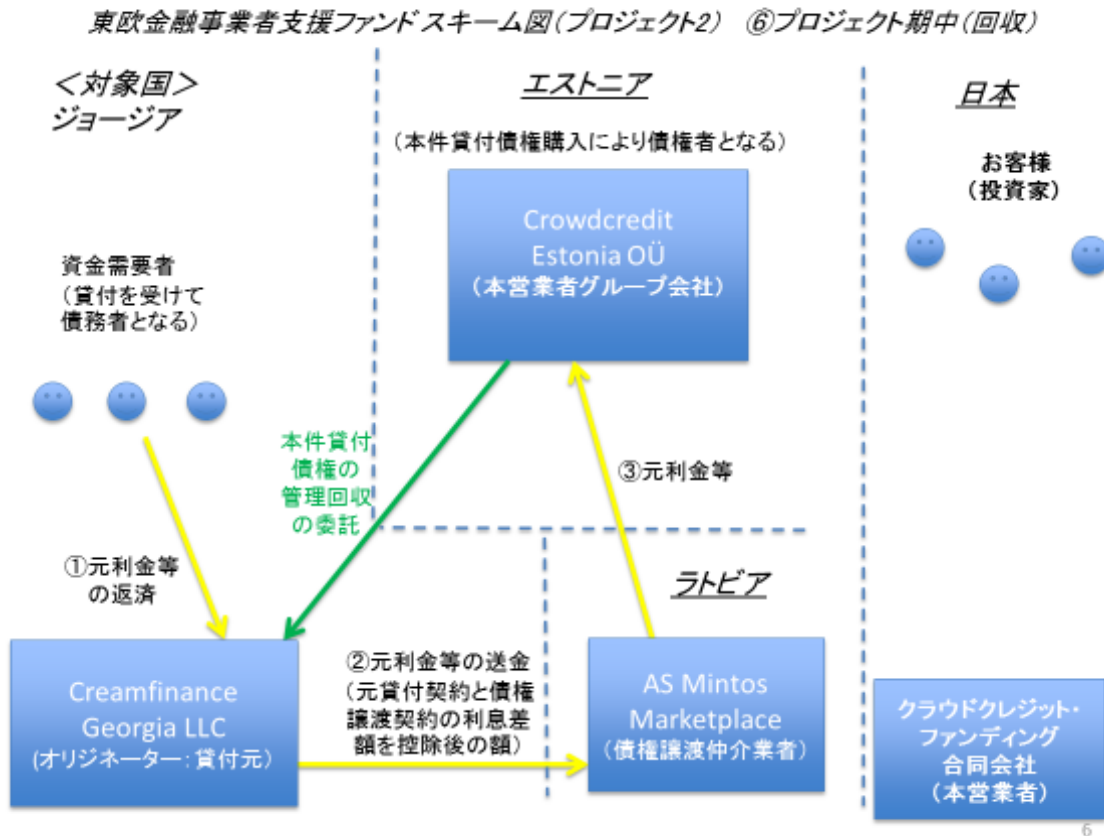 東欧金融事業者支援ファンド スキーム図(プロジェクト2) ⑥プロジェクト期中(回収)
＜対象国＞
ジョージア
エストニア
日本
(本件貸付債権購入により債権者となる)
お客様
(投資家)
Crowdcredit
Estonia OÜ
(本営業者グループ会社)
資金需要者
(貸付を受けて
債務者となる)
本件貸付
債権の
管理回収
の委託
③元利金等
①元利金等
の返済
ラトビア
②元利金等の送金
(元貸付契約と債権
譲渡契約の利息差
額を控除後の額)
Creamfinance
Georgia LLC
(オリジネーター：貸付元)
AS Mintos
Marketplace
(債権譲渡仲介業者)
クラウドクレジット・
ファンディング
合同会社
(本営業者)
6